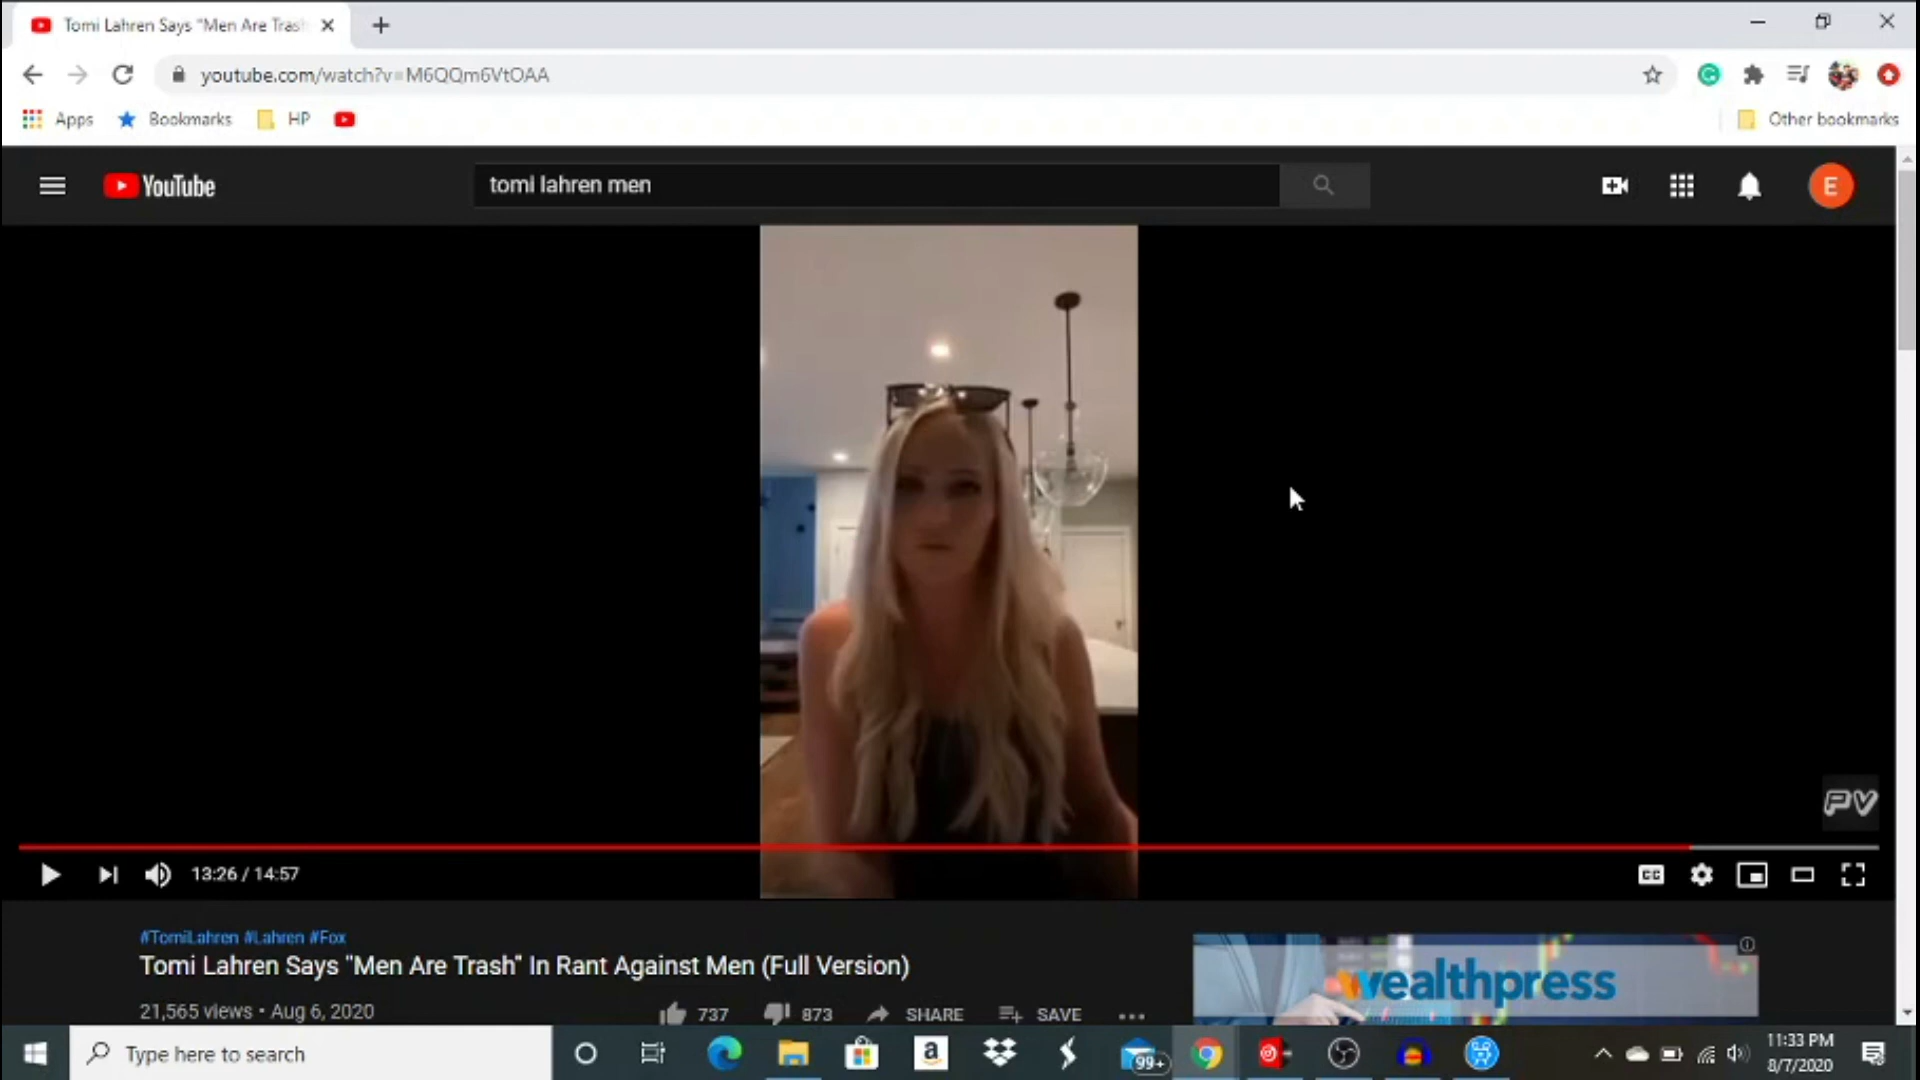 Tomi Lahren Says "Men Are Tras
youtube.com/watch?v=M6QQm6VtOAA
Apps
Bookmarks
HP
Other bookmarks
YouTube
tomi lahren men
E
PV
13:26 / 14:57
CC
#TomiLahren #Lahren #Fox
Tomi Lahren Says "Men Are Trash" In Rant Against Men (Full Version)
wealthpress
21,565 views • Aug 6, 2020
737
873
SHARE
SAVE
Type here to search
a
99+
11:33 PM
8/7/2020